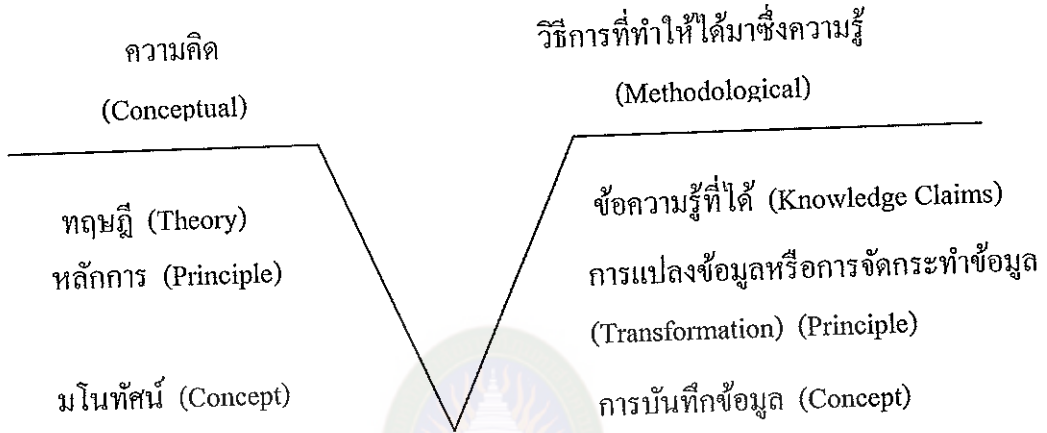 ความคิด
(Conceptual)
วิธีการที่ทำให้ได้มาซึ่งความรู้
(Methodological)
ทฤษฎี (Theory)
หลักการ (Principle)
มโนทัศน์ (Concept)
ข้อความรู้ที่ได้ (Knowledge Claims)
การแปลงข้อมูลหรือการจัดกระทำข้อมูล
(Transformation) (Principle)
การบันทึกข้อมูล (Concept)